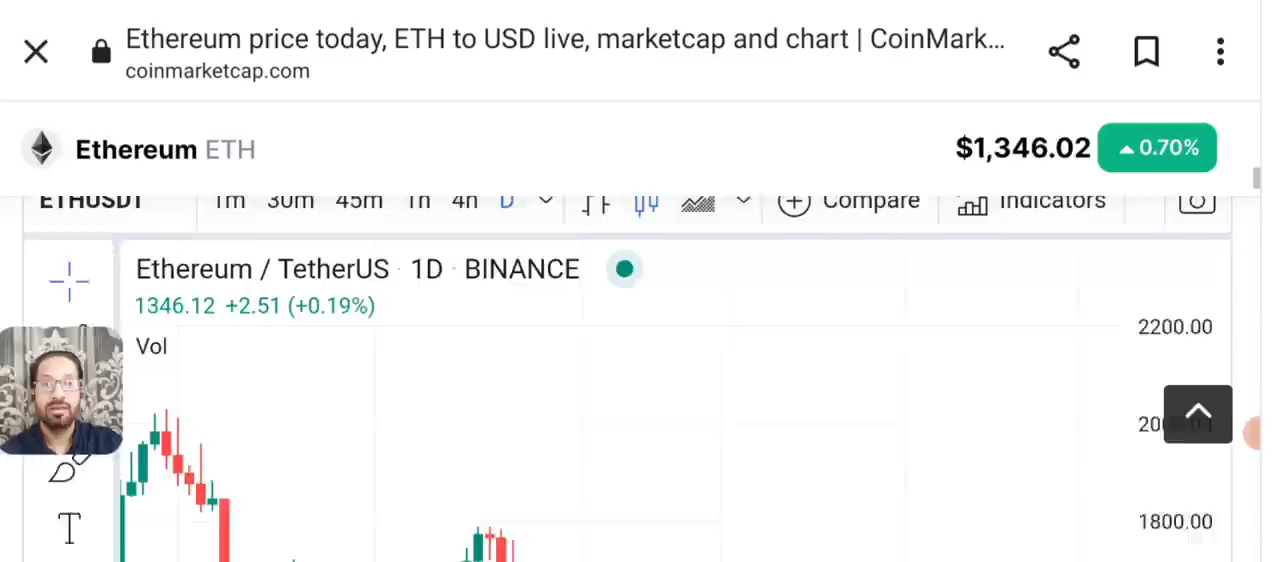 Ethereum price today, ETH to USD live, marketcap and chart | CoinMark...
coinmarketcap.com
Ethereum ETH
$1,346.02 0.70%
ETHUSDT 1m 30m 45m 1h 4h D Compare Indicators
Ethereum / TetherUS · 1D · BINANCE
1346.12 +2.51 (+0.19%)
2200.00
Vol
1800.00
T